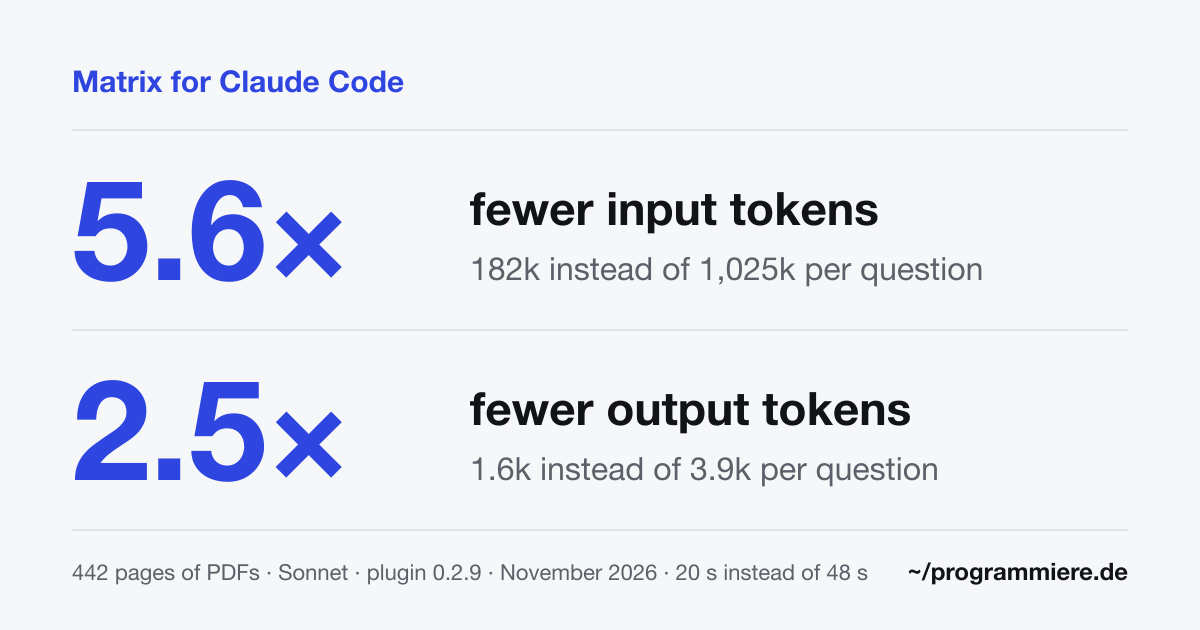 Matrix for Claude Code
5.6×
fewer input tokens
182k instead of 1,025k per question
2.5×
fewer output tokens
1.6k instead of 3.9k per question
442 pages of PDFs · Sonnet · plugin 0.2.9 · November 2026 · 20 s instead of 48 s
~/programmiere.de